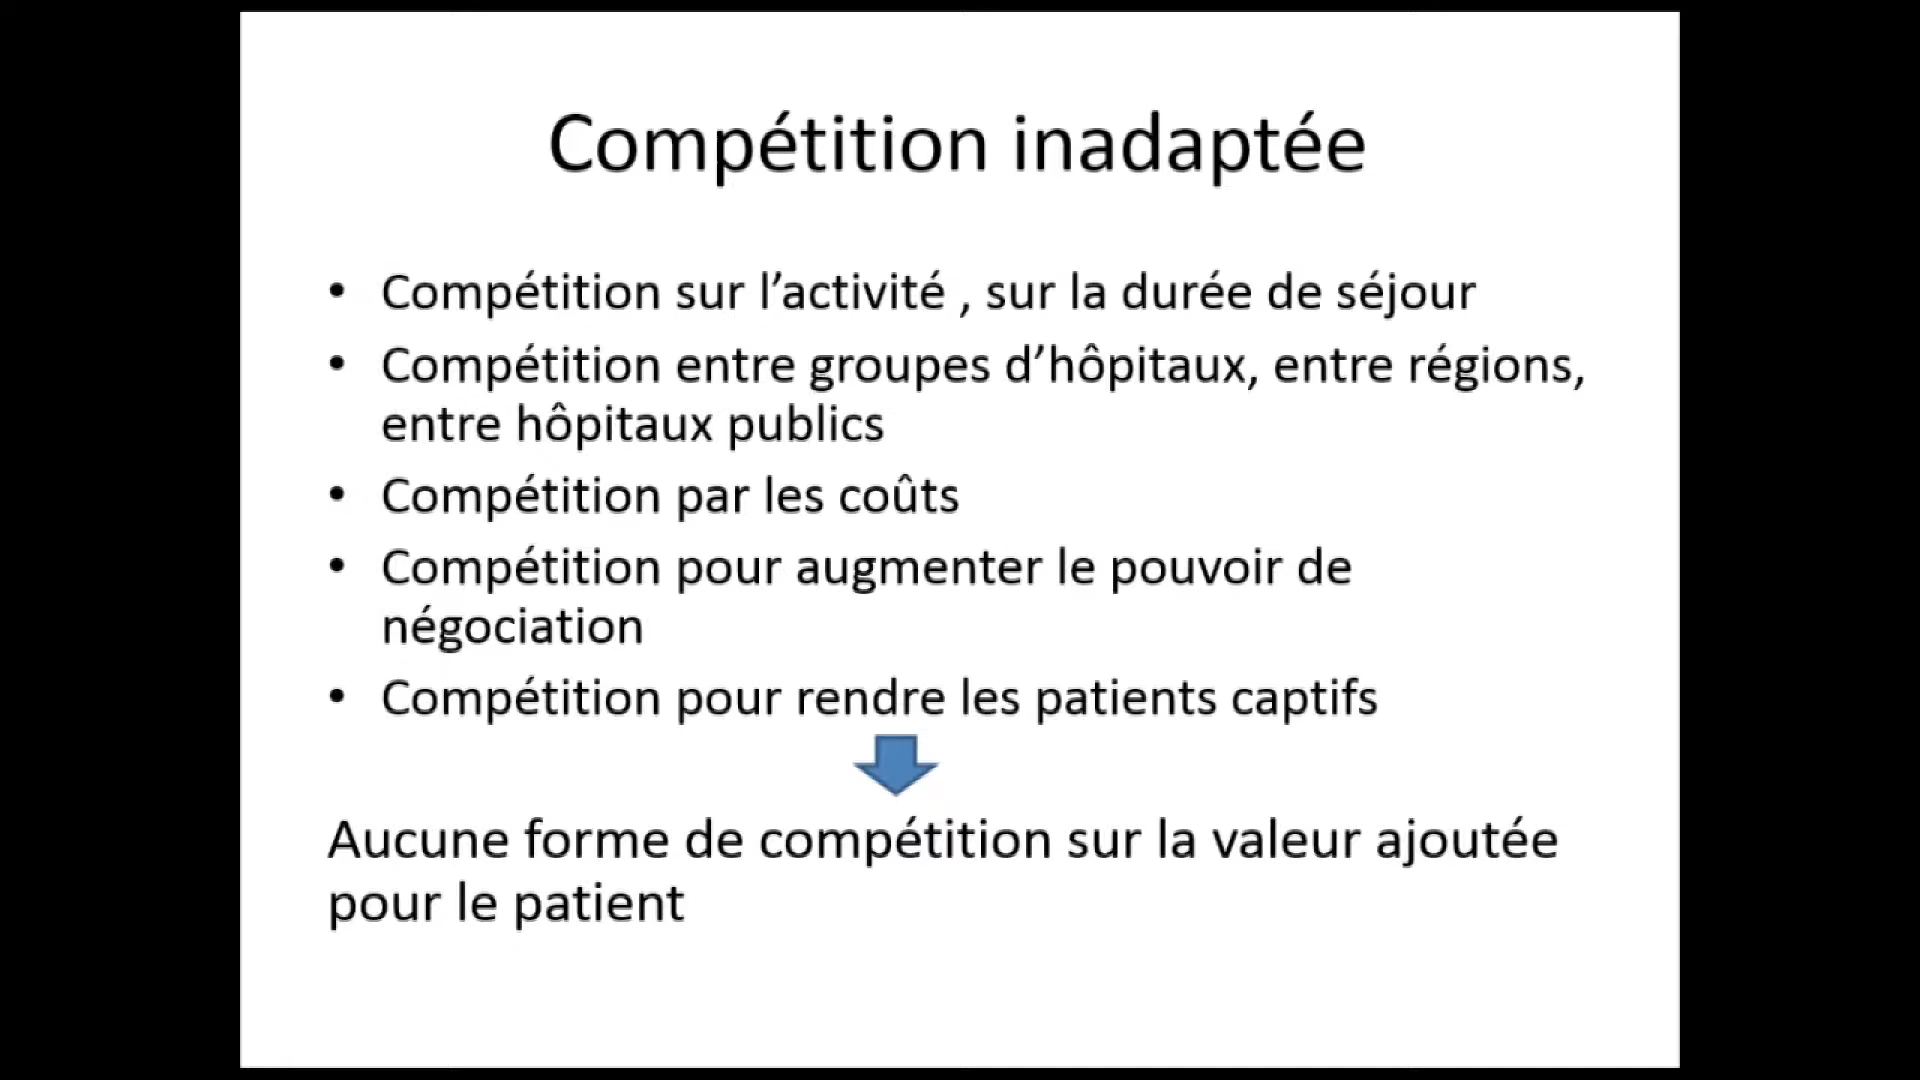 Compétition inadaptée
• Compétition sur l’activité , sur la durée de séjour
• Compétition entre groupes d’hôpitaux, entre régions,
entre hôpitaux publics
• Compétition par les coûts
• Compétition pour augmenter le pouvoir de
négociation
• Compétition pour rendre les patients captifs
Aucune forme de compétition sur la valeur ajoutée
pour le patient